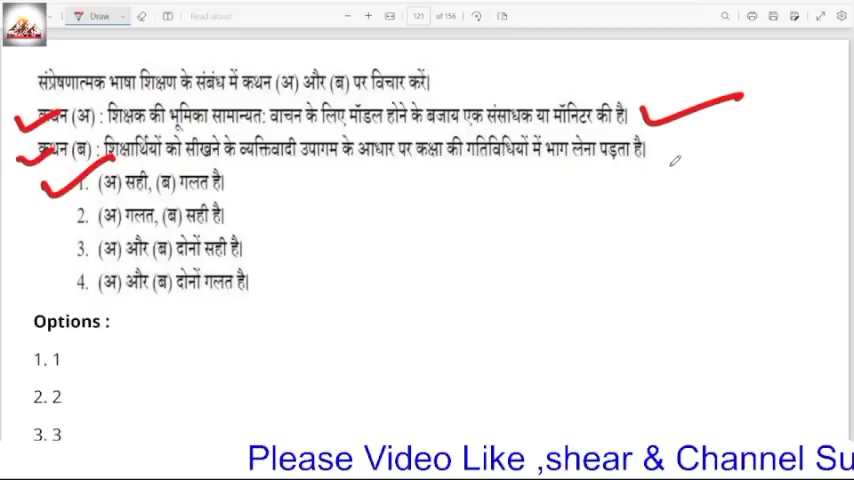 Draw
Read aloud
121 of 156
संप्रेषणात्मक भाषा शिक्षण के संबंध में कथन (अ) और (ब) पर विचार करें।
कथन (अ) : शिक्षक की भूमिका सामान्यत: वाचन के लिए मॉडल होने के बजाय एक संसाधक या मॉनिटर की है।
कथन (ब) : शिक्षार्थियों को सीखने के व्यक्तिवादी उपागम के आधार पर कक्षा की गतिविधियों में भाग लेना पड़ता है।
1. (अ) सही, (ब) गलत है।
2. (अ) गलत, (ब) सही है।
3. (अ) और (ब) दोनों सही है।
4. (अ) और (ब) दोनों गलत है।
Options :
1. 1
2. 2
3. 3
Please Video Like ,shear & Channel Su